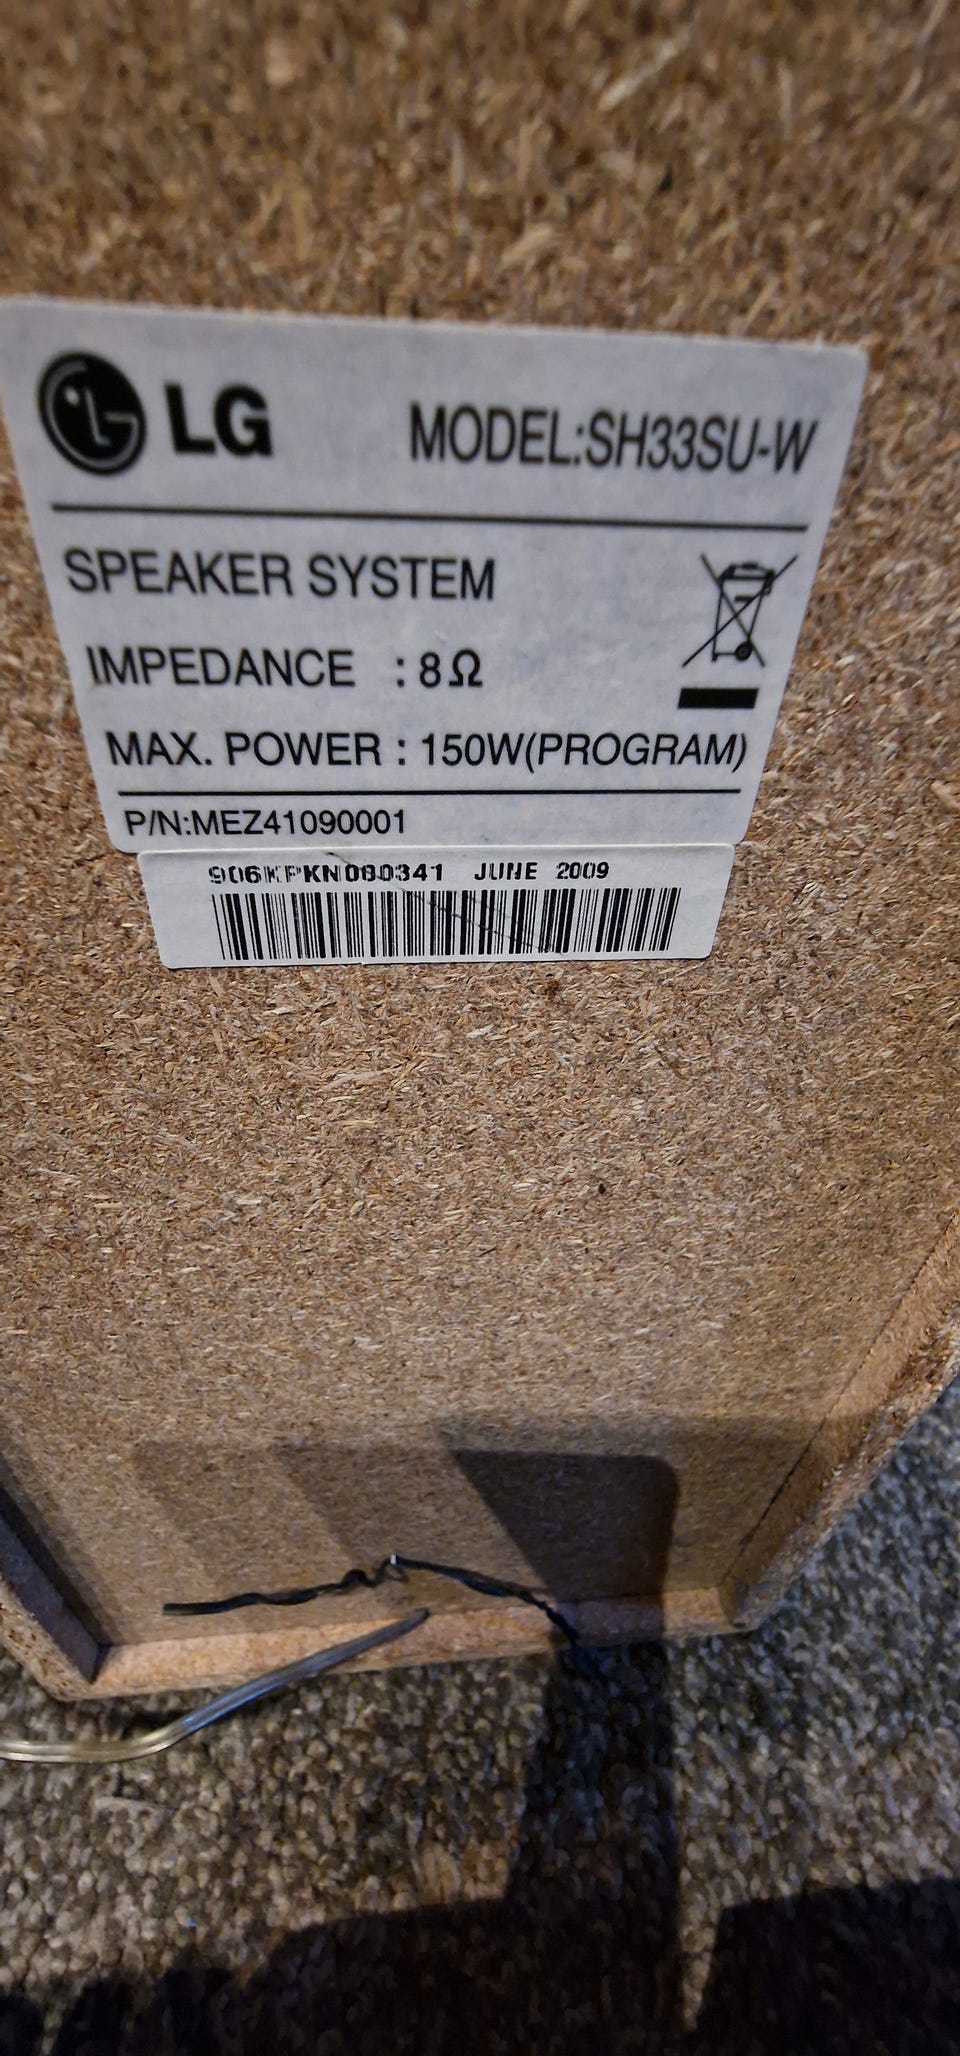 LG MODEL:SH33SU-W
SPEAKER SYSTEM
IMPEDANCE : 8Ω
MAX. POWER : 150W(PROGRAM)
P/N:MEZ41090001
JUNE 2009